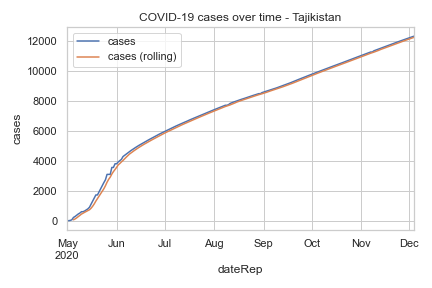 COVID-19 cases over time - Tajikistan
cases
cases (rolling)
12000
10000
8000
6000
4000
2000
0
cases
May Jun Jul Aug Sep Oct Nov Dec
2020
dateRep